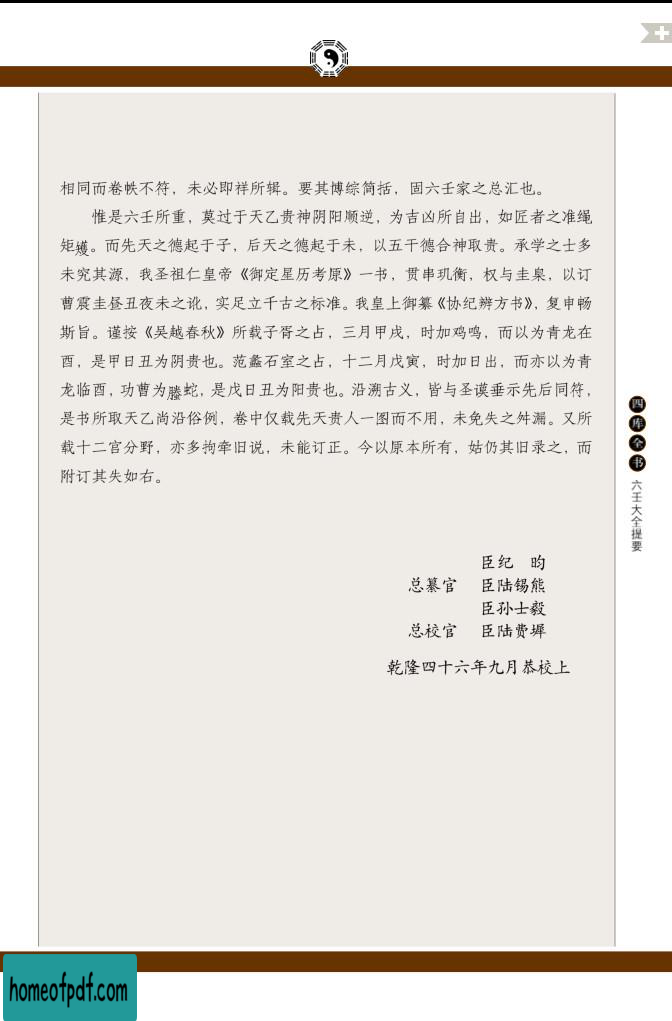 相同而卷帙不符，未必即祥所辑。要其博综简括，固六壬家之总汇也。
惟是六壬所重，莫过于天乙贵神阴阳顺逆，为吉凶所自出，如匠者之准绳
矩矱。而先天之德起于子，后天之德起于未，以五干德合神取贵。承学之士多
未究其源，我圣祖仁皇帝《御定星历考原》一书，贯串玑衡，权与圭臬，以订
曹震圭昼丑夜未之讹，实足立千古之标准。我皇上御纂《协纪辨方书》，复申畅
斯旨。谨按《吴越春秋》所载子胥之占，三月甲戌，时加鸡鸣，而以为青龙在
酉，是甲日丑为阴贵也。范蠡石室之占，十二月戊寅，时加日出，而亦以为青
龙临酉，功曹为螣蛇，是戊日丑为阳贵也。沿溯古义，皆与圣谟垂示先后同符，
是书所取天乙尚沿俗例，卷中仅载先天贵人一图而不用，未免失之舛漏。又所
载十二官分野，亦多拘牵旧说，未能订正。今以原本所有，姑仍其旧录之，而
附订其失如右。
臣纪　昀
总纂官　臣陆锡熊
臣孙士毅
总校官　臣陆费墀
乾隆四十六年九月恭校上
四库全书
六壬大全提要
homeofpdf.com